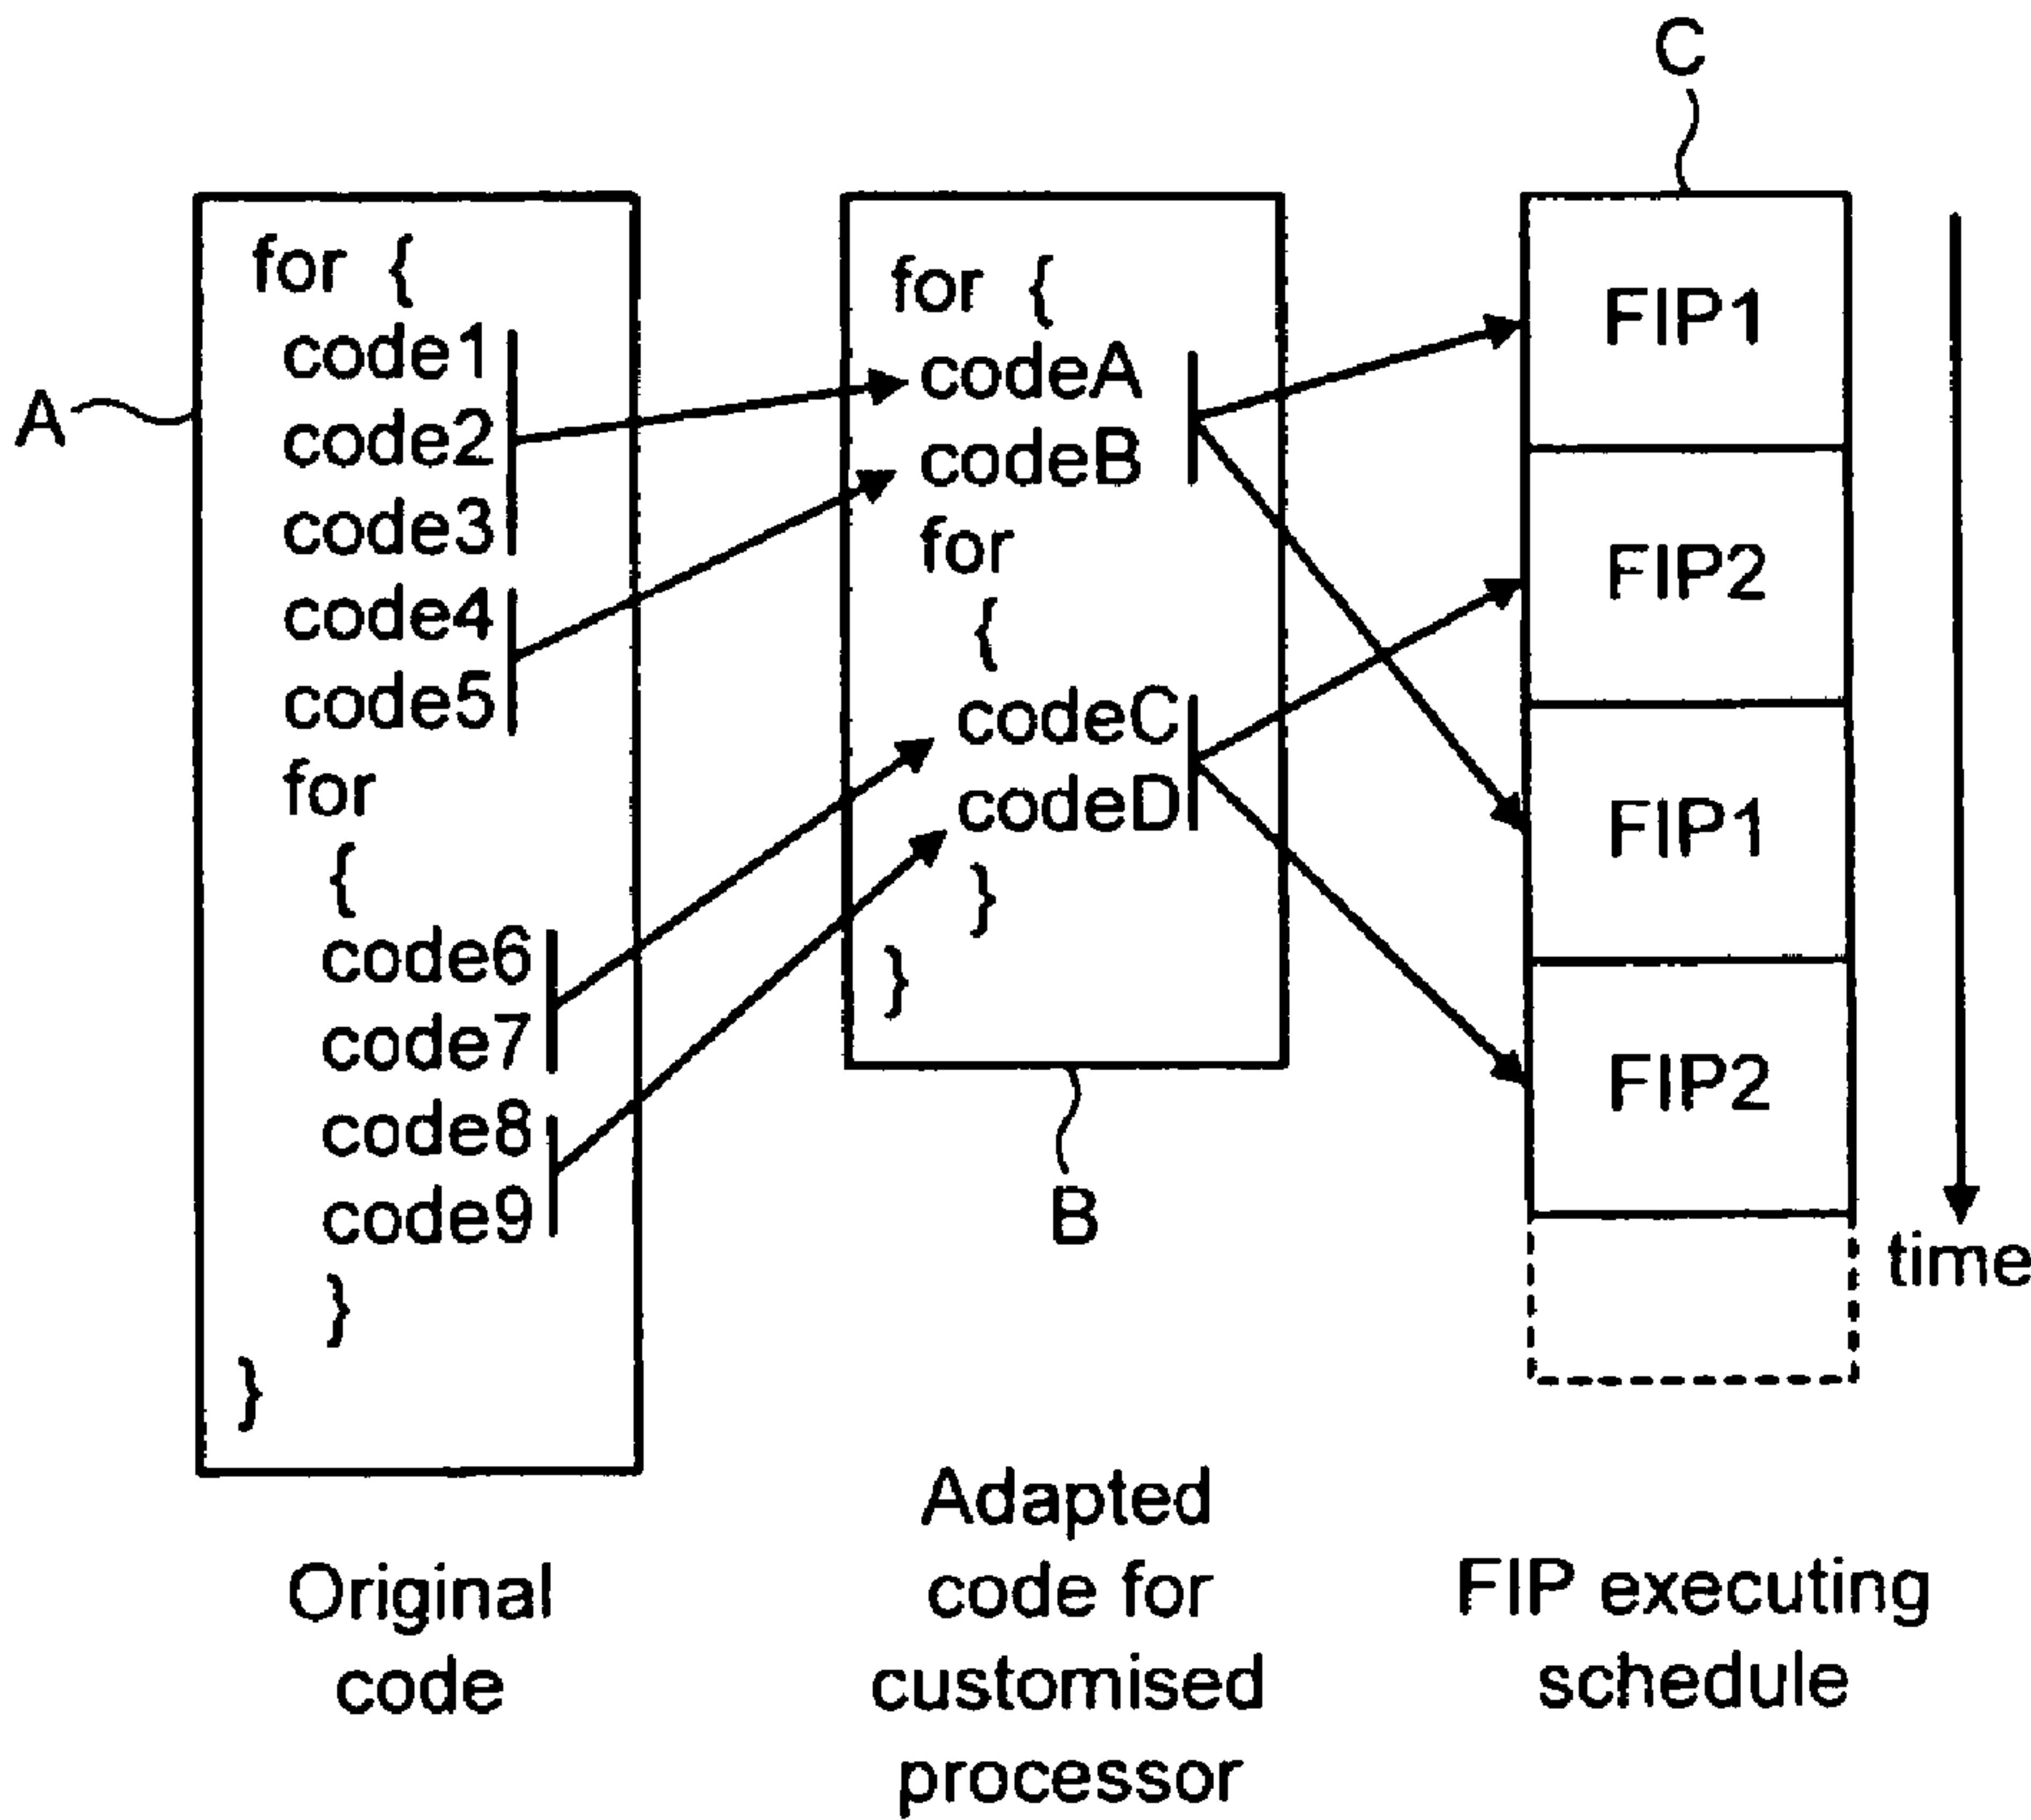 C
A
for {
code1
code2
code3
code4
code5
for
{
code6
code7
code8
code9
}
}
Original
code
for {
codeA
codeB
for
{
codeC
codeD
}
}
B
Adapted
code for
customised
processor
FIP1
FIP2
FIP1
FIP2
time
FIP executing
schedule